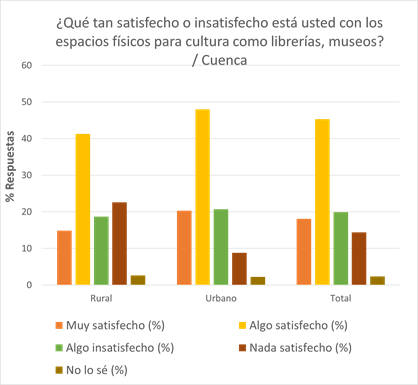 ¿Qué tan satisfecho o insatisfecho está usted con los
espacios físicos para cultura como librerías, museos?
/ Cuenca
% Respuestas
60
50
40
30
20
10
0
Rural
Urbano
Total
Muy satisfecho (%)
Algo satisfecho (%)
Algo insatisfecho (%)
Nada satisfecho (%)
No lo sé (%)